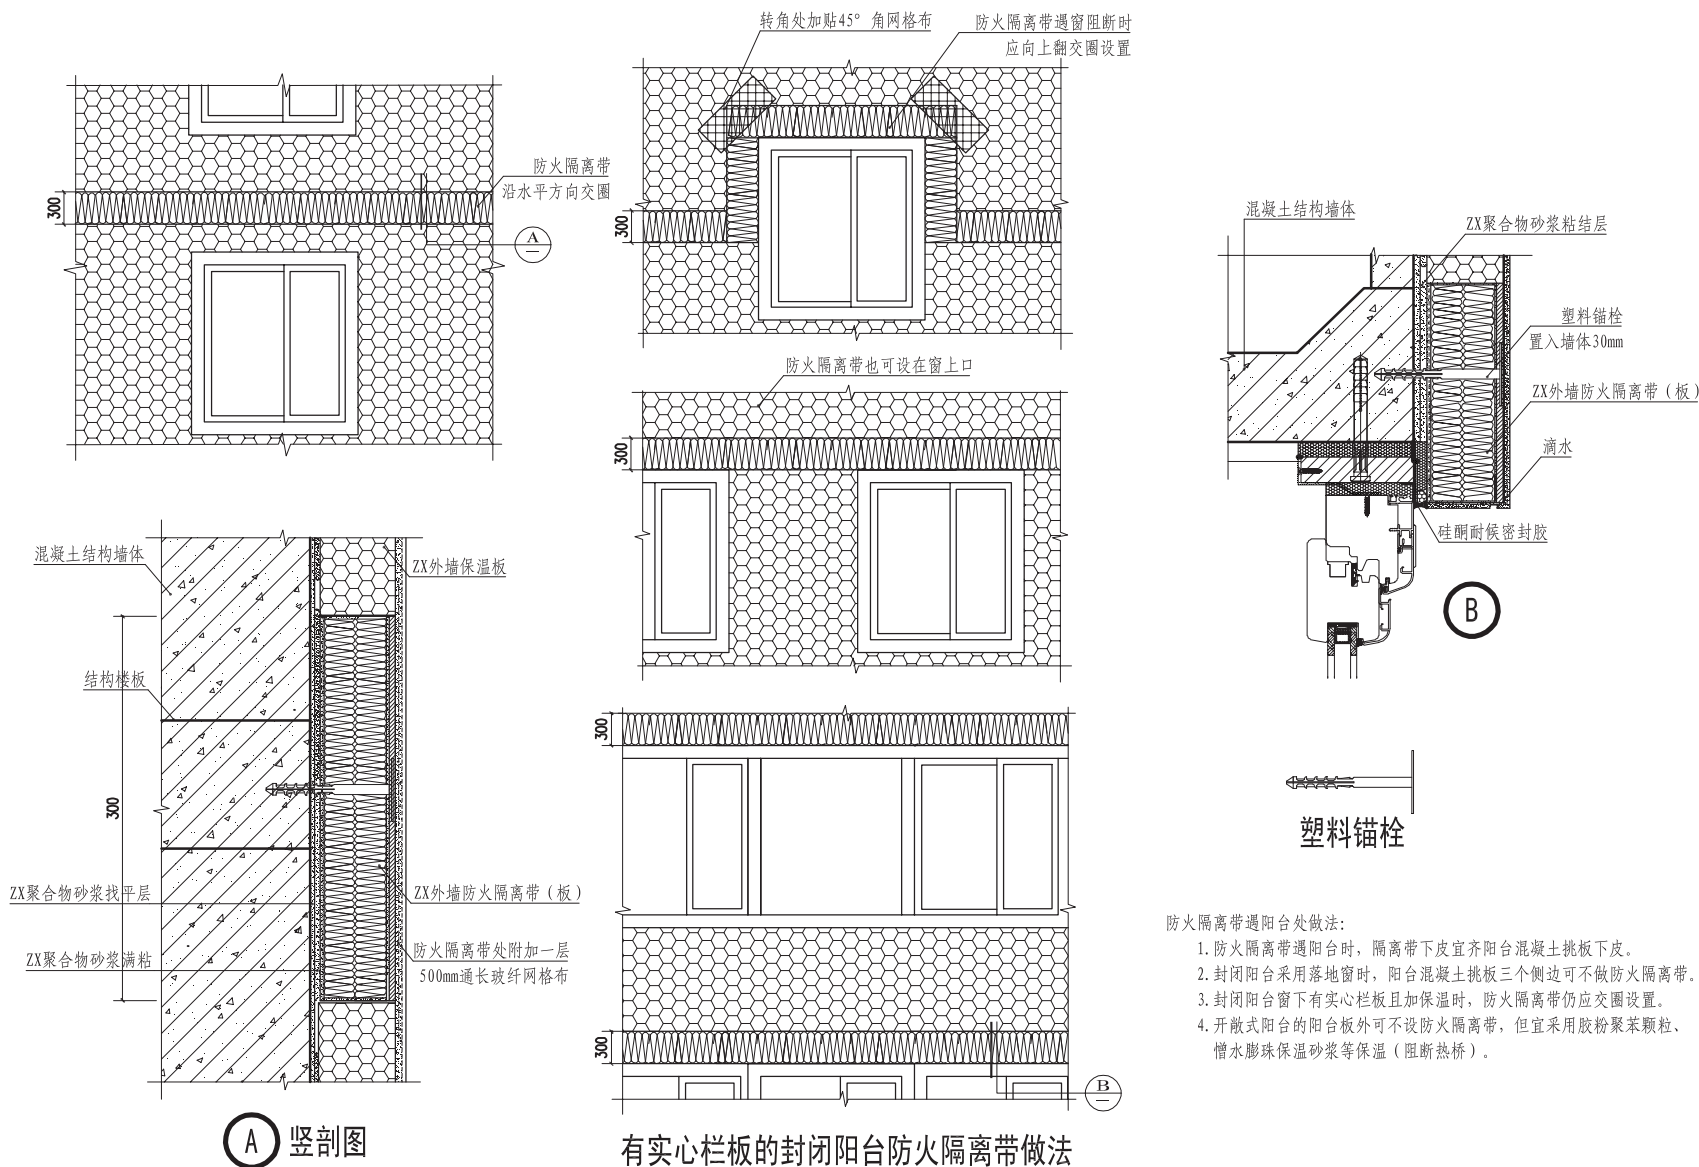 转角处加贴45°角网格布
防火隔离带遇窗阻断时
应向上翻交圈设置
防火隔离带
沿水平方向交圈
300
A
300
防火隔离带也可设在窗上口
300
混凝土结构墙体
ZX聚合物砂浆粘结层
塑料锚栓
置入墙体30mm
ZX外墙防火隔离带（板）
滴水
硅酮耐候密封胶
B
混凝土结构墙体
ZX外墙保温板
结构楼板
300
ZX聚合物砂浆找平层
ZX外墙防火隔离带（板）
ZX聚合物砂浆满粘
防火隔离带处附加一层
500mm通长玻纤网格布
A 竖剖图
300
300
B
有实心栏板的封闭阳台防火隔离带做法
塑料锚栓
防火隔离带遇阳台处做法：
1.防火隔离带遇阳台时，隔离带下皮宜齐阳台混凝土挑板下皮。
2.封闭阳台采用落地窗时，阳台混凝土挑板三个侧边可不做防火隔离带。
3.封闭阳台窗下有实心栏板且加保温时，防火隔离带仍应交圈设置。
4.开敞式阳台的阳台板外可不设防火隔离带，但宜采用胶粉聚苯颗粒、
憎水膨珠保温砂浆等保温（阻断热桥）。